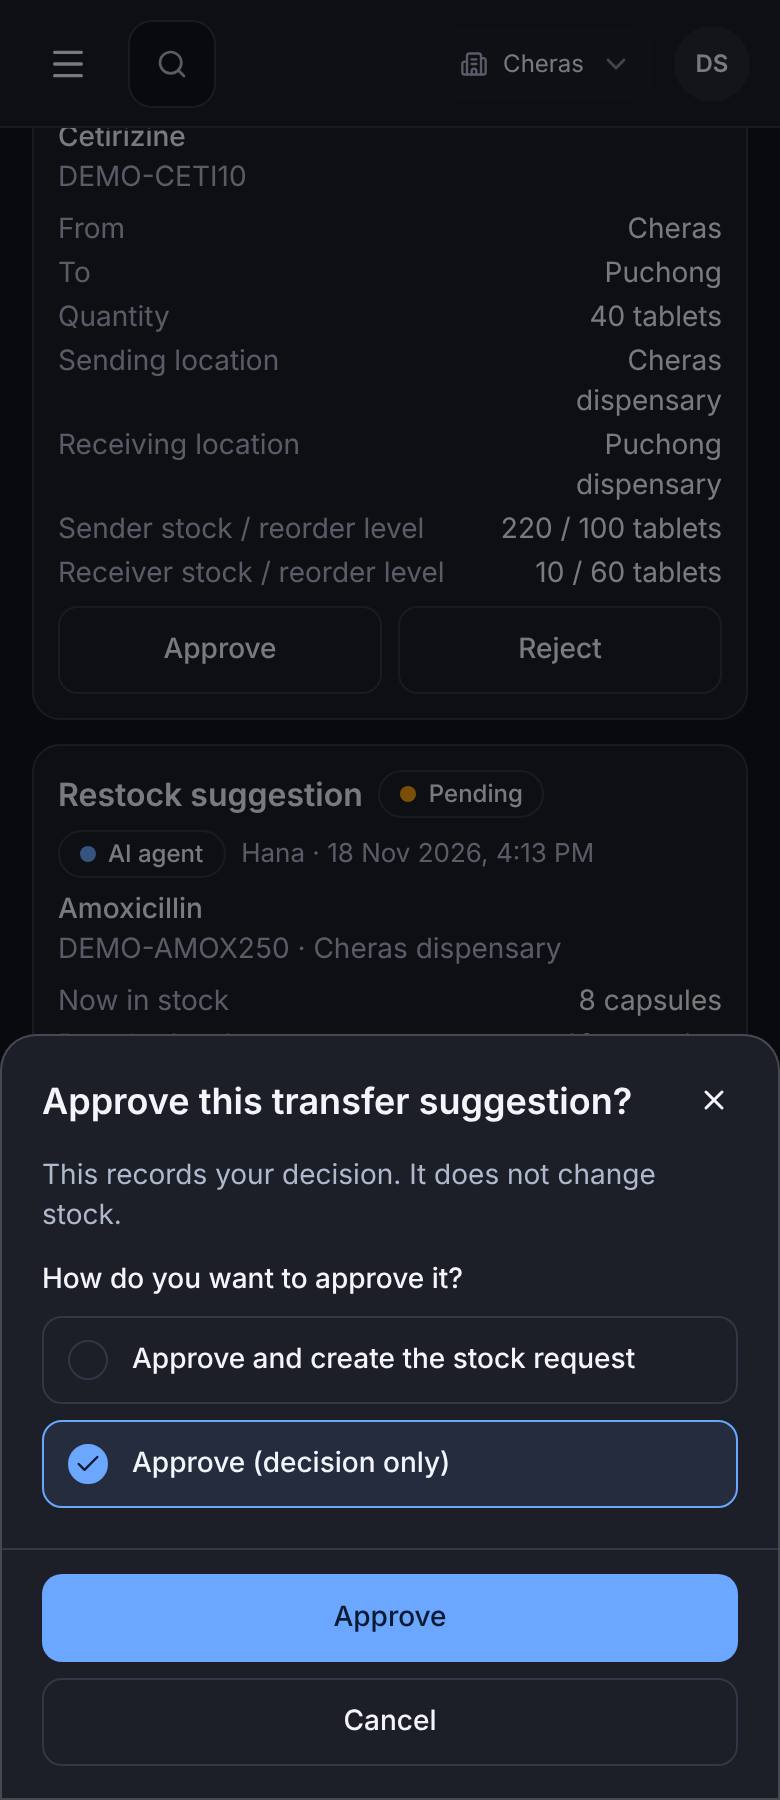 Cheras
DS
Cetirizine
DEMO-CETI10
From Cheras
To Puchong
Quantity 40 tablets
Sending location Cheras
dispensary
Receiving location Puchong
dispensary
Sender stock / reorder level 220 / 100 tablets
Receiver stock / reorder level 10 / 60 tablets
Approve Reject
Restock suggestion Pending
AI agent Hana · 18 Nov 2026, 4:13 PM
Amoxicillin
DEMO-AMOX250 · Cheras dispensary
Now in stock 8 capsules
Approve this transfer suggestion?
This records your decision. It does not change
stock.
How do you want to approve it?
Approve and create the stock request
Approve (decision only)
Approve
Cancel